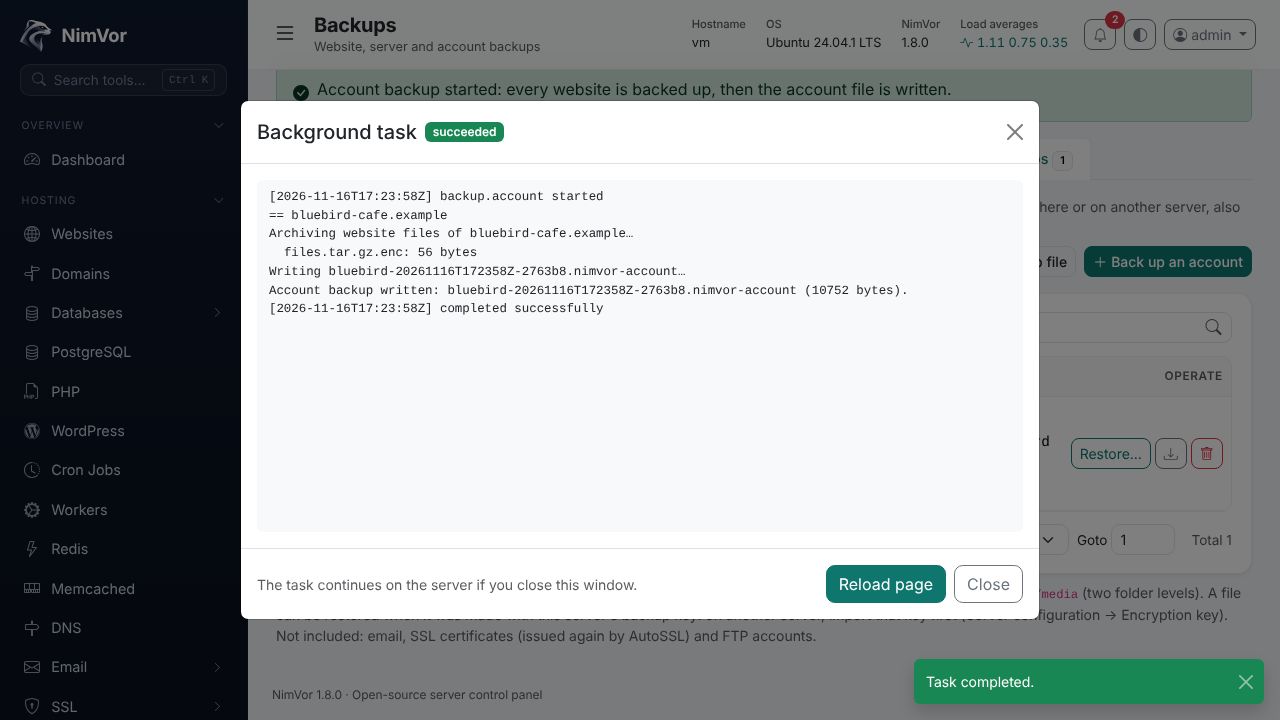 NimVor
Search tools...
Ctrl K
OVERVIEW
Dashboard
HOSTING
Websites
Domains
Databases
PostgreSQL
PHP
WordPress
Cron Jobs
Workers
Redis
Memcached
DNS
Email
SSL
Backups
Website, server and account backups
Hostname
vm
OS
Ubuntu 24.04.1 LTS
NimVor
1.8.0
Load averages
1.11 0.75 0.35
2
admin
Account backup started: every website is backed up, then the account file is written.
1
here or on another server, also
file
Back up an account
OPERATE
Restore...
Goto
1
Total 1
Background task
succeeded
[2026-11-16T17:23:58Z] backup.account started
== bluebird-cafe.example
Archiving website files of bluebird-cafe.example…
files.tar.gz.enc: 56 bytes
Writing bluebird-20261116T172358Z-2763b8.nimvor-account…
Account backup written: bluebird-20261116T172358Z-2763b8.nimvor-account (10752 bytes).
[2026-11-16T17:23:58Z] completed successfully
The task continues on the server if you close this window.
Reload page
Close
/media (two folder levels). A file
configuration → Encryption key).
Not included: email, SSL certificates (issued again by AutoSSL) and FTP accounts.
NimVor 1.8.0 · Open-source server control panel
Task completed.